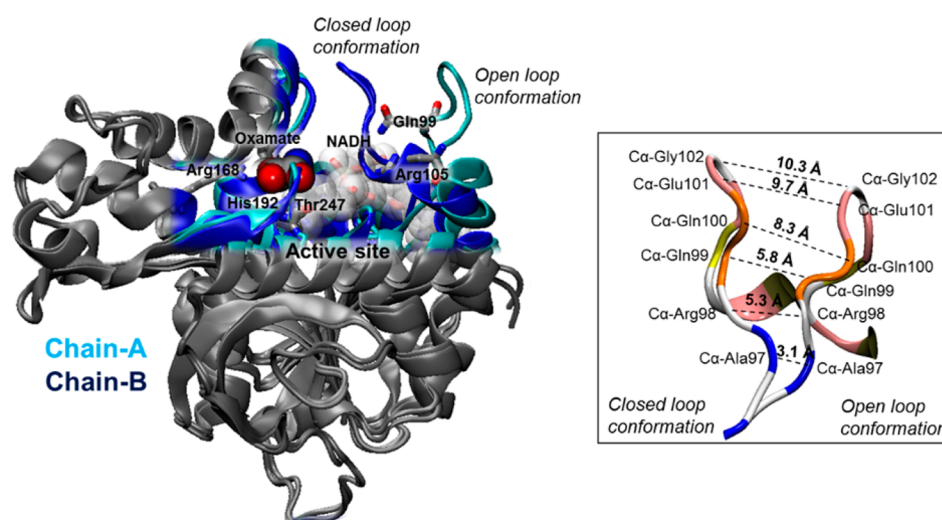 Closed loop
conformation
Open loop
conformation
Gln99
NADH
Oxamate
Arg168
Arg105
His192
Thr247
Active site
Chain-A
Chain-B
Cα-Gly102
10.3 Å
Cα-Gly102
Cα-Glu101
9.7 Å
Cα-Glu101
Cα-Gln100
8.3 Å
Cα-Gln100
Cα-Gln99
5.8 Å
Cα-Gln99
Cα-Arg98
5.3 Å
Cα-Arg98
Cα-Ala97
3.1 Å
Cα-Ala97
Closed loop
conformation
Open loop
conformation